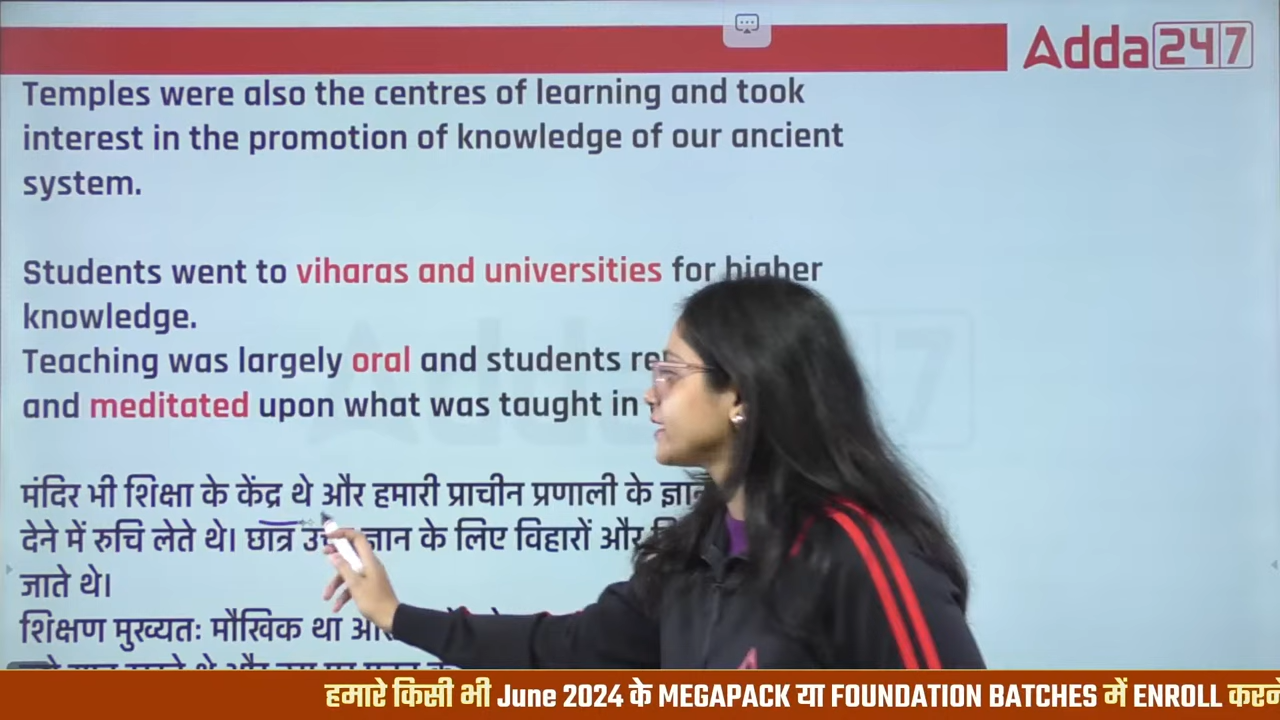 Adda247
Temples were also the centres of learning and took
interest in the promotion of knowledge of our ancient
system.
Students went to viharas and universities for higher
knowledge.
Teaching was largely oral and students
and meditated upon what was taught in
मंदिर भी शिक्षा के केंद्र थे और हमारी प्राचीन प्रणाली के
देने में रुचि लेते थे। छात्र ज्ञान के लिए विहारों और
जाते थे।
शिक्षण मुख्यतः मौखिक था
हमारे किसी भी June 2024 के MEGAPACK या FOUNDATION BATCHES में ENROLL